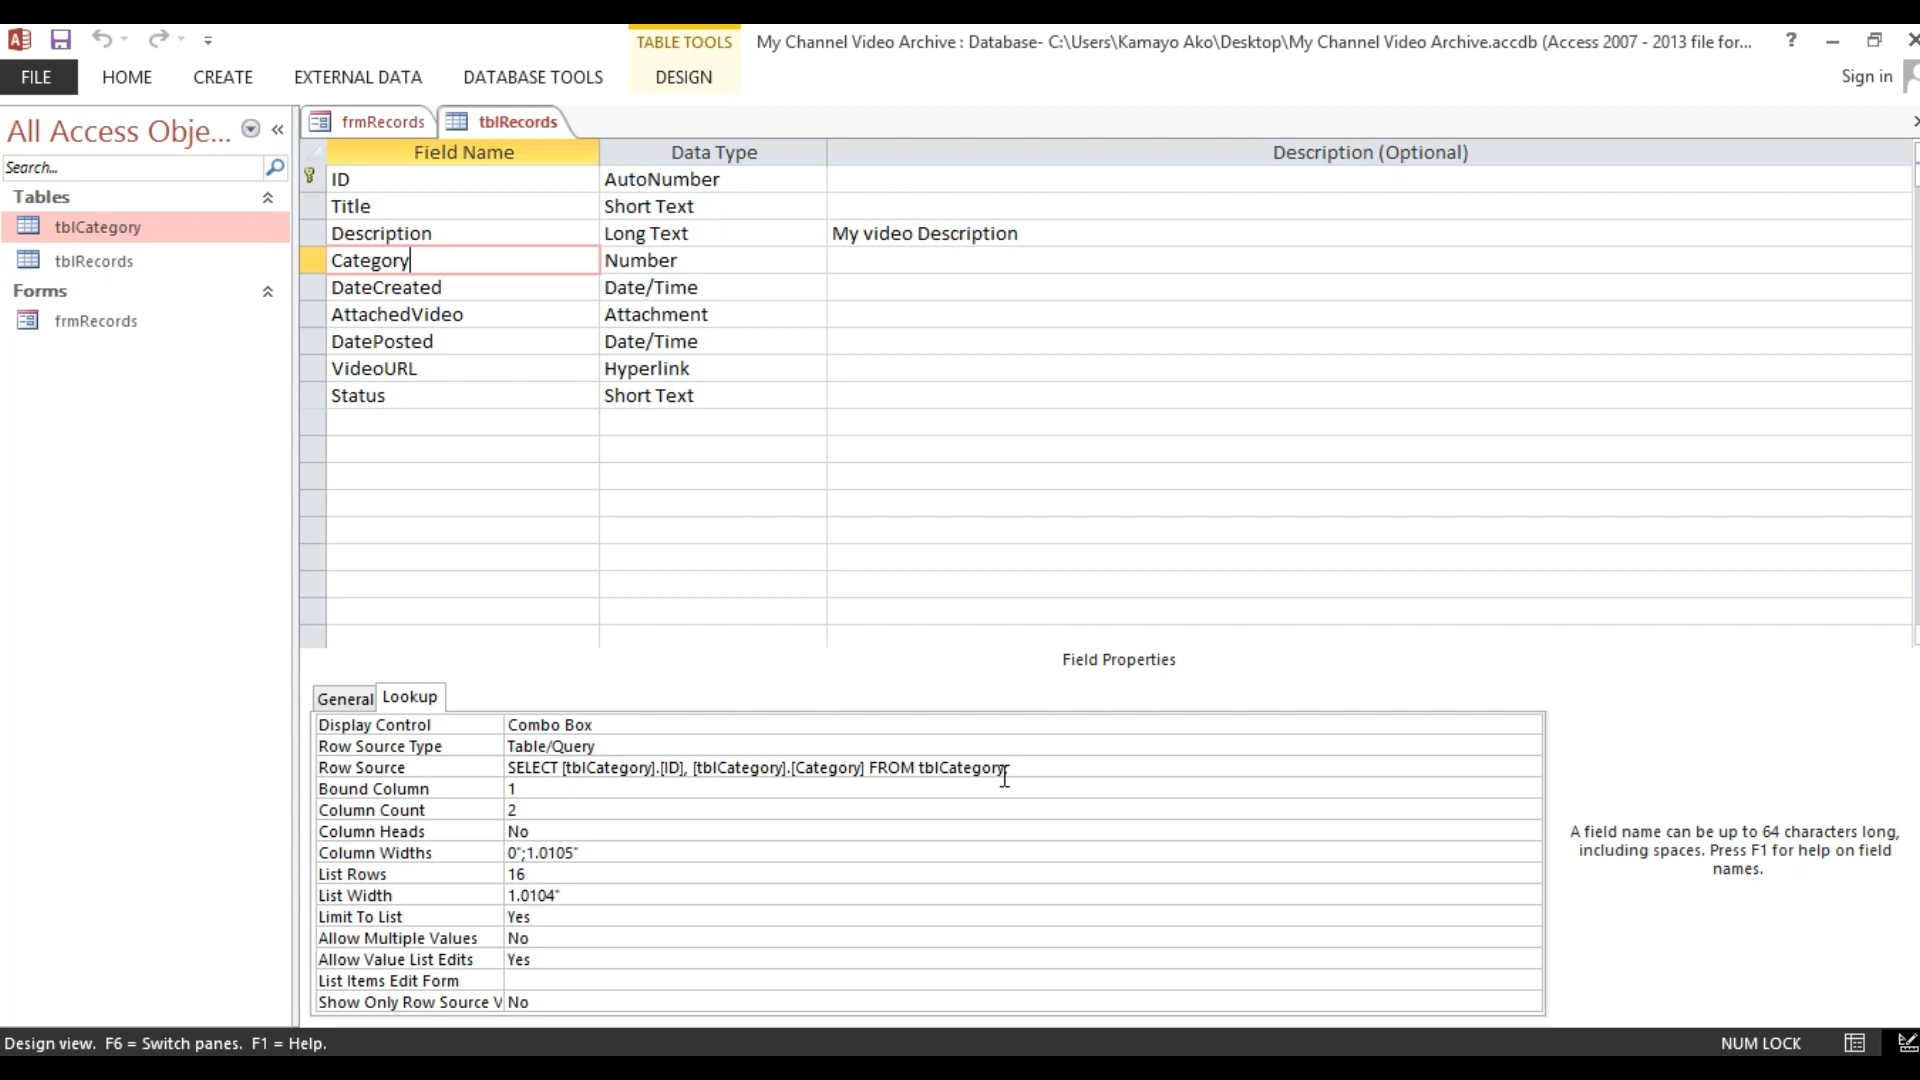 TABLE TOOLS
My Channel Video Archive : Database- C:\Users\Kamayo Ako\Desktop\My Channel Video Archive.accdb (Access 2007 - 2013 file for...
?
FILE HOME CREATE EXTERNAL DATA DATABASE TOOLS DESIGN
Sign in
All Access Obje...
Search...
Tables
tblCategory
tblRecords
Forms
frmRecords
frmRecords tblRecords
Field Name Data Type Description (Optional)
ID AutoNumber
Title Short Text
Description Long Text My video Description
Category Number
DateCreated Date/Time
AttachedVideo Attachment
DatePosted Date/Time
VideoURL Hyperlink
Status Short Text
Field Properties
General Lookup
Display Control Combo Box
Row Source Type Table/Query
Row Source SELECT [tblCategory].[ID], [tblCategory].[Category] FROM tblCategory;
Bound Column 1
Column Count 2
Column Heads No
Column Widths 0";1.0105"
List Rows 16
List Width 1.0104"
Limit To List Yes
Allow Multiple Values No
Allow Value List Edits Yes
List Items Edit Form
Show Only Row Source V No
A field name can be up to 64 characters long,
including spaces. Press F1 for help on field
names.
Design view. F6 = Switch panes. F1 = Help.
NUM LOCK